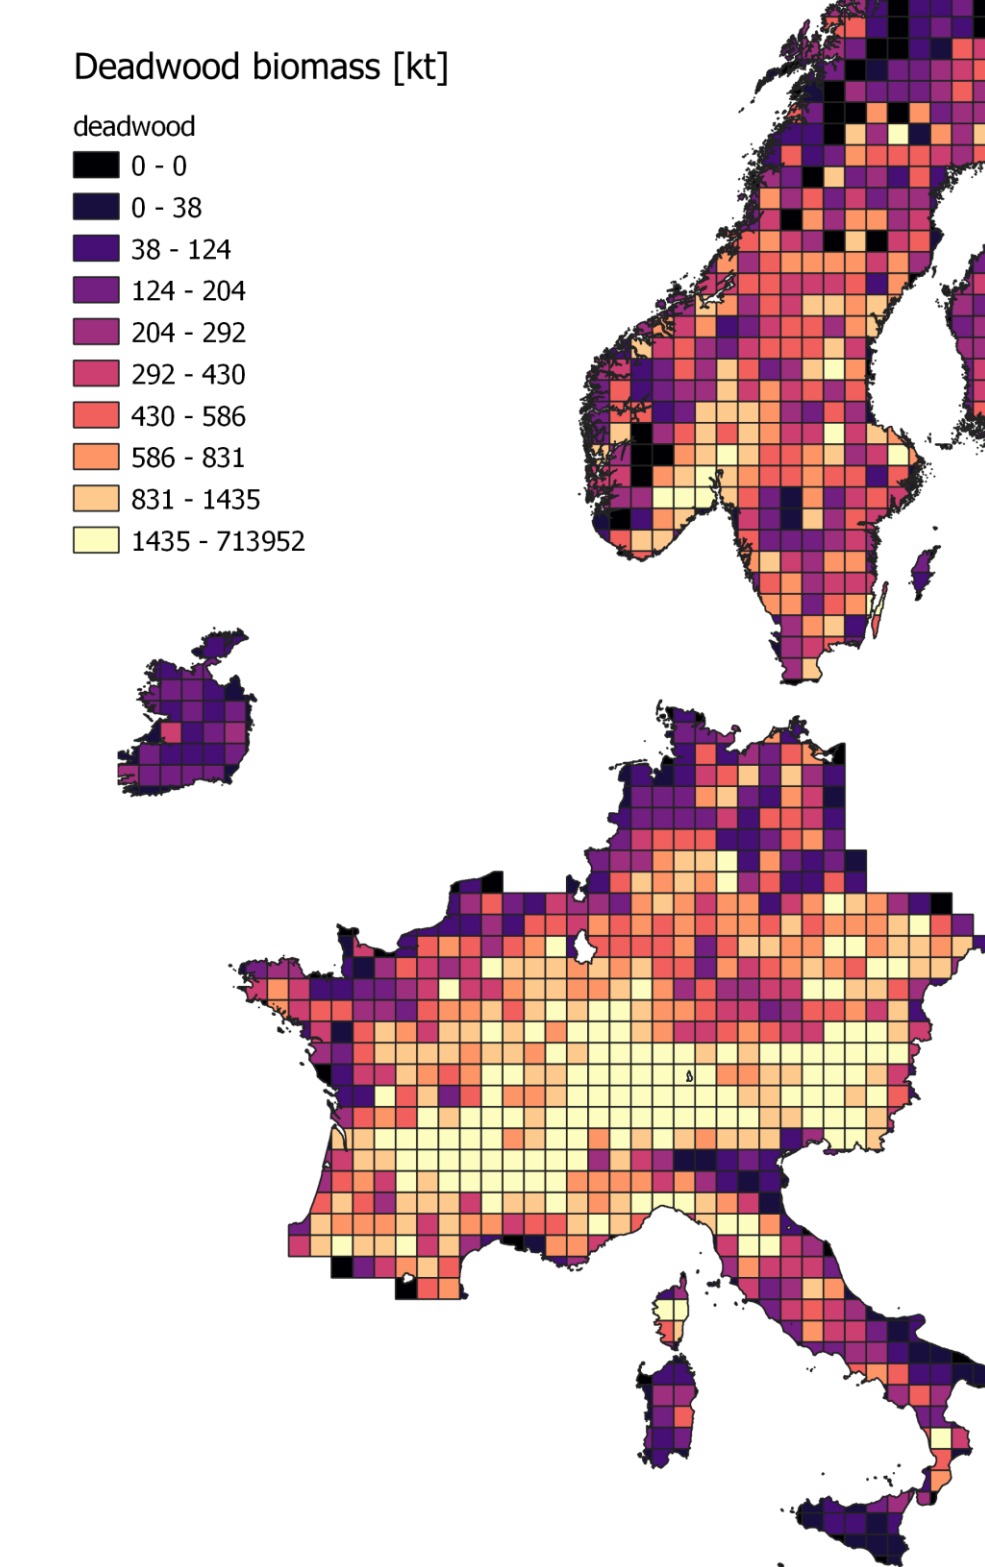 Deadwood biomass [kt]
deadwood
0 - 0
0 - 38
38 - 124
124 - 204
204 - 292
292 - 430
430 - 586
586 - 831
831 - 1435
1435 - 713952